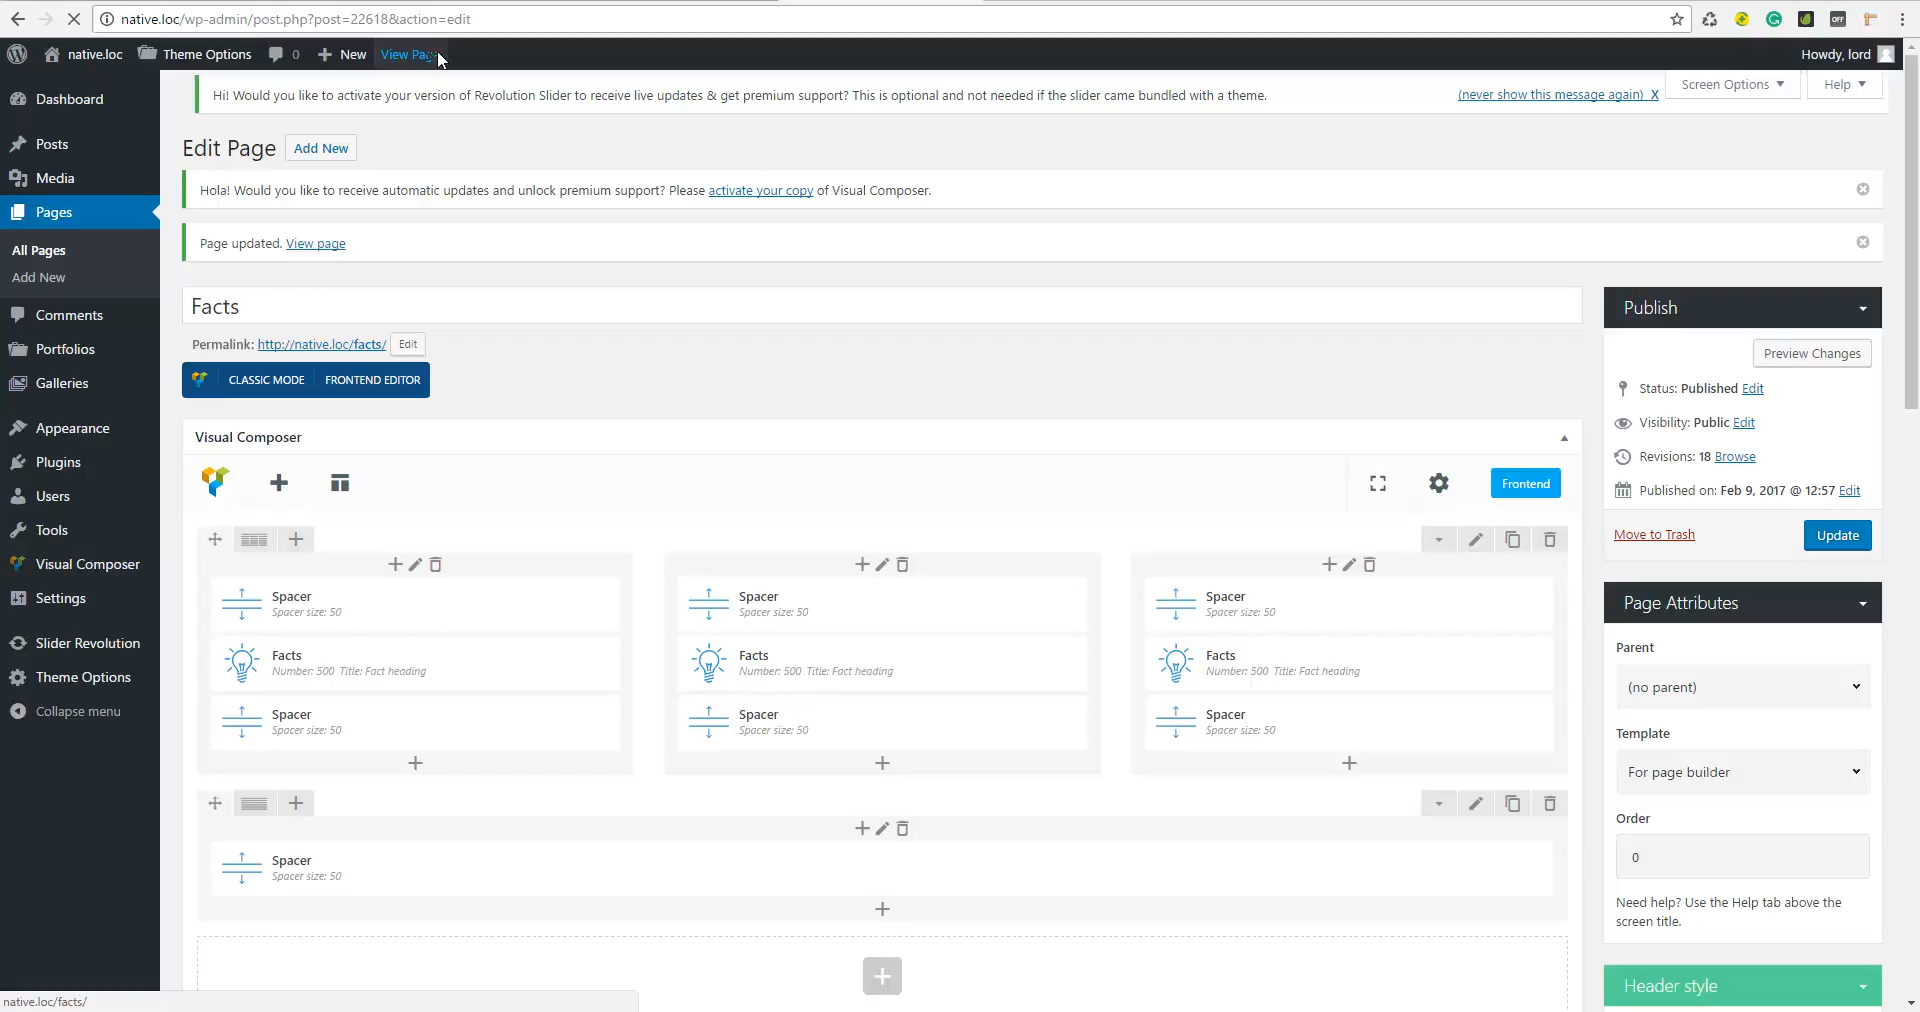 native.loc/wp-admin/post.php?post=22618&action=edit
native.loc
Theme Options
0
New
View Page
Howdy, lord
Dashboard
Posts
Media
Pages
All Pages
Add New
Comments
Portfolios
Galleries
Appearance
Plugins
Users
Tools
Visual Composer
Settings
Slider Revolution
Theme Options
Collapse menu
Hi! Would you like to activate your version of Revolution Slider to receive live updates & get premium support? This is optional and not needed if the slider came bundled with a theme.
(never show this message again) X
Screen Options
Help
Edit Page
Add New
Hola! Would you like to receive automatic updates and unlock premium support? Please activate your copy of Visual Composer.
Page updated. View page
Facts
Permalink: http://native.loc/facts/ Edit
CLASSIC MODE
FRONTEND EDITOR
Visual Composer
Frontend
Spacer
Spacer size: 50
Facts
Number: 500 Title: Fact heading
Spacer
Spacer size: 50
Spacer
Spacer size: 50
Facts
Number: 500 Title: Fact heading
Spacer
Spacer size: 50
Spacer
Spacer size: 50
Facts
Number: 500 Title: Fact heading
Spacer
Spacer size: 50
Spacer
Spacer size: 50
Publish
Preview Changes
Status: Published Edit
Visibility: Public Edit
Revisions: 18 Browse
Published on: Feb 9, 2017 @ 12:57 Edit
Move to Trash
Update
Page Attributes
Parent
(no parent)
Template
For page builder
Order
0
Need help? Use the Help tab above the
screen title.
Header style
native.loc/facts/